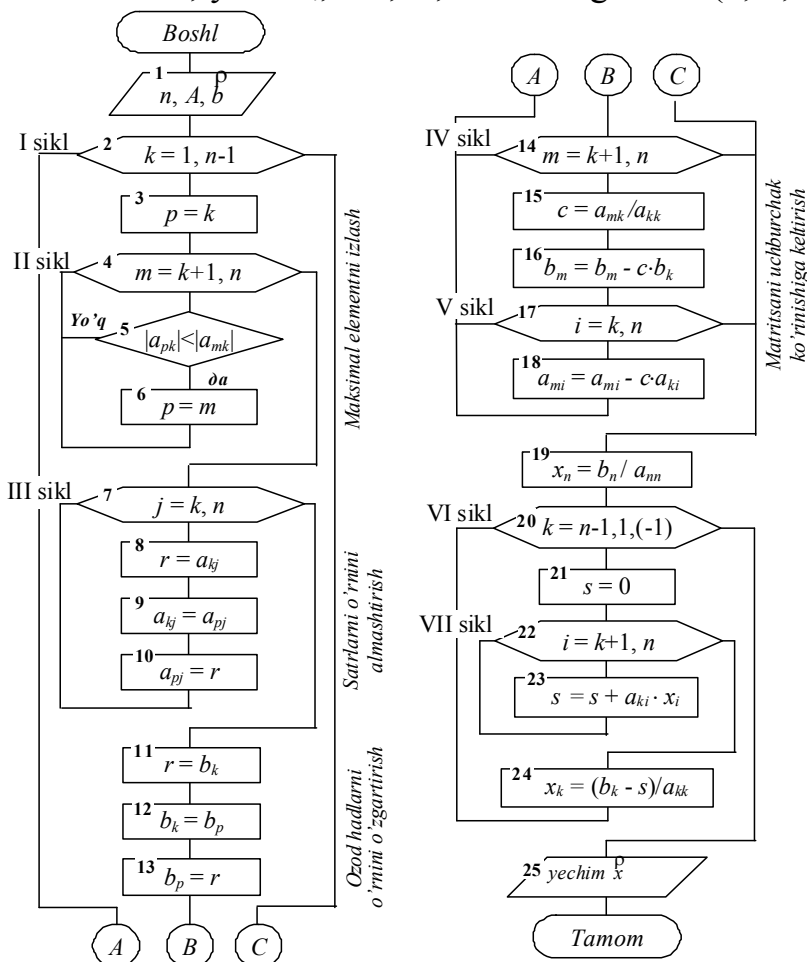 Boshl
1
ρ
n, A, b
I sikl
2
k = 1, n-1
3
p = k
II sikl
4
m = k+1, n
Yo'q
5
|a_pk|<|a_mk|
да
6
p = m
Maksimal elementni izlash
III sikl
7
j = k, n
8
r = a_kj
9
a_kj = a_pj
10
a_pj = r
Satrlarni o'rnini
almashtirish
11
r = b_k
12
b_k = b_p
13
b_p = r
Ozod hadlarni
o'rnini o'zgartirish
A
B
C
A
B
C
IV sikl
14
m = k+1, n
15
c = a_mk/a_kk
16
b_m = b_m - c·b_k
V sikl
17
i = k, n
18
a_mi = a_mi - c·a_ki
Matritsani uchburchak
ko'rinishiga keltirish
19
x_n = b_n / a_nn
VI sikl
20
k = n-1,1,(-1)
21
s = 0
VII sikl
22
i = k+1, n
23
s = s + a_ki · x_i
24
x_k = (b_k - s)/a_kk
25
ρ
yechim x
Tamom